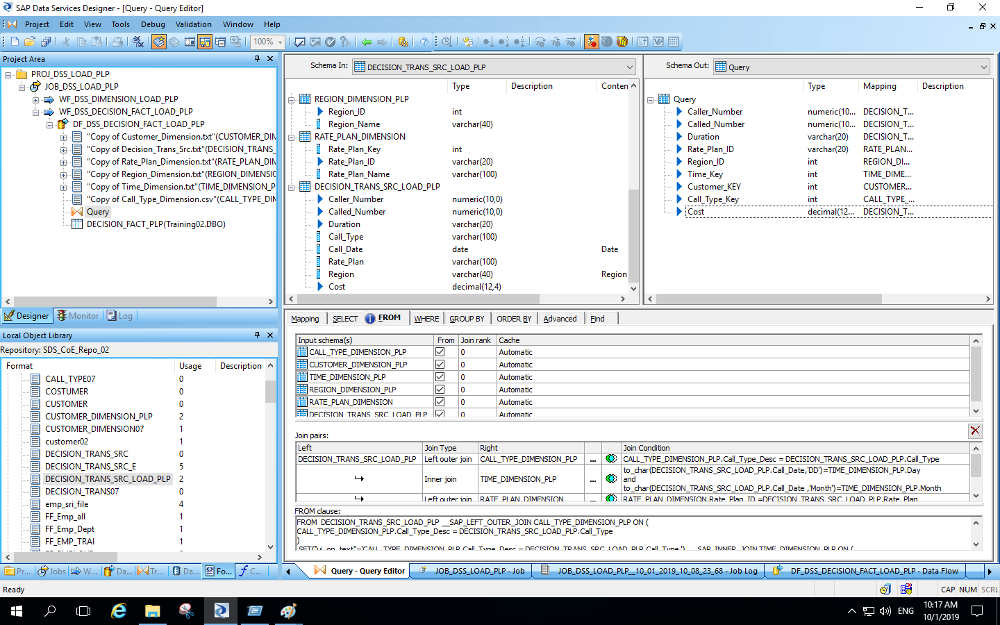 SAP Data Services Designer - [Query - Query Editor]
Project Edit View Tools Debug Validation Window Help
100%
Project Area
PROJ_DSS_LOAD_PLP
JOB_DSS_LOAD_PLP
WF_DSS_DIMENSION_LOAD_PLP
WF_DSS_DECISION_FACT_LOAD_PLP
DF_DSS_DECISION_FACT_LOAD_PLP
"Copy of Customer_Dimension.txt"(CUSTOMER_DIM
"Copy of Decision_Trans_Src.txt"(DECISION_TRANS_
"Copy of Rate_Plan_Dimension.txt"(RATE_PLAN_DIM
"Copy of Region_Dimension.txt"(REGION_DIMENSIO
"Copy of Time_Dimension.txt"(TIME_DIMENSION_P
"Copy of Call_Type_Dimension.csv"(CALL_TYPE_DIM
Query
DECISION_FACT_PLP(Training02.DBO)
Designer Monitor Log
Local Object Library
Repository: SDS_CoE_Repo_02
Format Usage Description
CALL_TYPE07 0
COSTUMER 0
CUSTOMER 0
CUSTOMER_DIMENSION_PLP 2
CUSTOMER_DIMENSION07 1
customer02 1
DECISION_TRANS_SRC 0
DECISION_TRANS_SRC_E 5
DECISION_TRANS_SRC_LOAD_PLP 2
DECISION_TRANS07 0
emp_sri_file 4
FF_Emp_all 1
FF_Emp_Dept 1
FF_EMP_TRAI 1
Pr... Jobs W... Da... Tr... Da... Fo... C...
Schema In: DECISION_TRANS_SRC_LOAD_PLP
Type Description Conten
REGION_DIMENSION_PLP
Region_ID int
Region_Name varchar(40)
RATE_PLAN_DIMENSION
Rate_Plan_Key int
Rate_Plan_ID varchar(20)
Rate_Plan_Name varchar(100)
DECISION_TRANS_SRC_LOAD_PLP
Caller_Number numeric(10,0)
Called_Number numeric(10,0)
Duration varchar(20)
Call_Type varchar(100)
Call_Date date Date
Rate_Plan varchar(100)
Region varchar(40) Region
Cost decimal(12,4)
Schema Out: Query
Type Mapping Description
Query
Caller_Number numeric(10... DECISION_T...
Called_Number numeric(10... DECISION_T...
Duration varchar(20) DECISION_T...
Rate_Plan_ID varchar(20) RATE_PLAN...
Region_ID int REGION_DI...
Time_Key int TIME_DIME...
Customer_KEY int CUSTOMER...
Call_Type_Key int CALL_TYPE_...
Cost decimal(12... DECISION_T...
Mapping SELECT FROM WHERE GROUP BY ORDER BY Advanced Find
Input schema(s) From Join rank Cache
CALL_TYPE_DIMENSION_PLP 0 Automatic
CUSTOMER_DIMENSION_PLP 0 Automatic
TIME_DIMENSION_PLP 0 Automatic
REGION_DIMENSION_PLP 0 Automatic
RATE_PLAN_DIMENSION 0 Automatic
DECISION_TRANS_SRC_LOAD_PLP 0 Automatic
Join pairs:
Left Join Type Right Join Condition
DECISION_TRANS_SRC_LOAD_PLP Left outer join CALL_TYPE_DIMENSION_PLP ... CALL_TYPE_DIMENSION_PLP.Call_Type_Desc = DECISION_TRANS_SRC_LOAD_PLP.Call_Type
Inner join TIME_DIMENSION_PLP ... to_char(DECISION_TRANS_SRC_LOAD_PLP.Call_Date,'DD')=TIME_DIMENSION_PLP.Day
and
to_char(DECISION_TRANS_SRC_LOAD_PLP.Call_Date ,'Month')=TIME_DIMENSION_PLP.Month
Left outer join RATE_PLAN_DIMENSION ... RATE_PLAN_DIMENSION.Rate_Plan_ID =DECISION_TRANS_SRC_LOAD_PLP.Rate_Plan
FROM clause:
FROM DECISION_TRANS_SRC_LOAD_PLP __SAP_LEFT_OUTER_JOIN CALL_TYPE_DIMENSION_PLP ON (
CALL_TYPE_DIMENSION_PLP.Call_Type_Desc = DECISION_TRANS_SRC_LOAD_PLP.Call_Type
)
SET("ui_on_text"='CALL_TYPE_DIMENSION_PLP.Call_Type_Desc = DECISION_TRANS_SRC_LOAD_PLP.Call_Type ') __SAP_INNER_JOIN TIME_DIMENSION_PLP ON (
Query - Query Editor JOB_DSS_LOAD_PLP - Job JOB_DSS_LOAD_PLP__10_01_2019_10_08_23_68 - Job Log DF_DSS_DECISION_FACT_LOAD_PLP - Data Flow
Ready CAP NUM SCRL
ENG 10:17 AM
10/1/2019